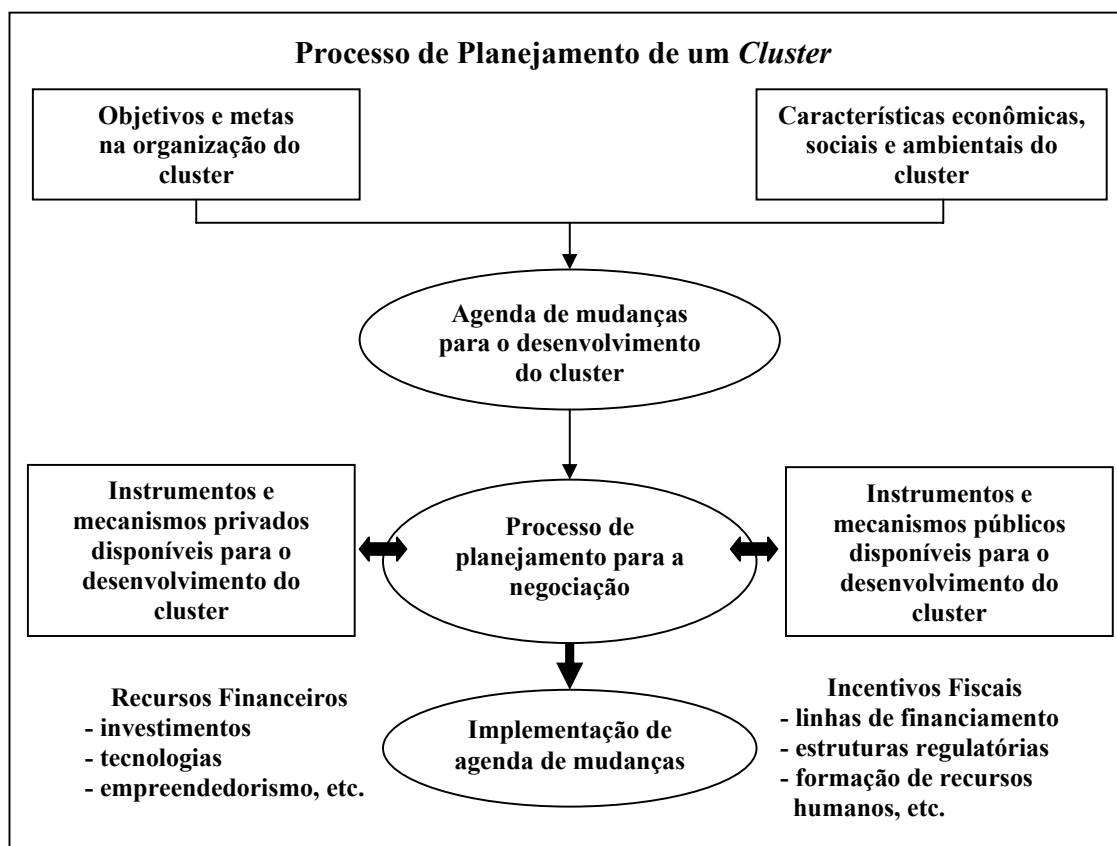 Processo de Planejamento de um Cluster
Objetivos e metas
na organização do
cluster
Características econômicas,
sociais e ambientais do
cluster
Agenda de mudanças
para o desenvolvimento
do cluster
Instrumentos e
mecanismos privados
disponíveis para o
desenvolvimento do
cluster
Processo de
planejamento para a
negociação
Instrumentos e
mecanismos públicos
disponíveis para o
desenvolvimento do
cluster
Recursos Financeiros
- investimentos
- tecnologias
- empreendedorismo, etc.
Implementação de
agenda de mudanças
Incentivos Fiscais
- linhas de financiamento
- estruturas regulatórias
- formação de recursos
humanos, etc.